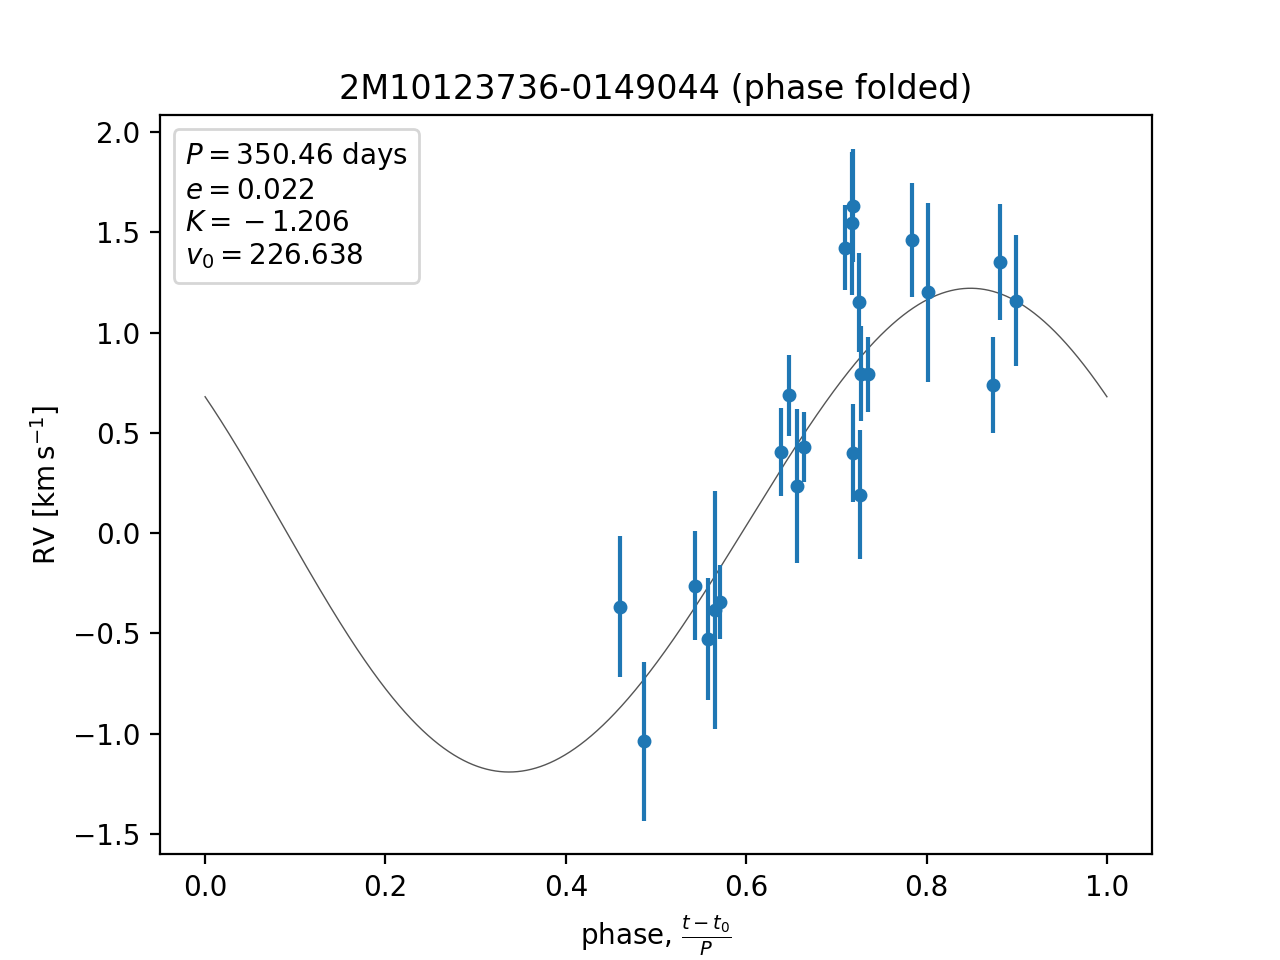 2M10123736-0149044 (phase folded)
P = 350.46 days
e = 0.022
K = −1.206
v₀ = 226.638
2.0
1.5
1.0
0.5
0.0
−0.5
−1.0
−1.5
RV [km s⁻¹]
0.0 0.2 0.4 0.6 0.8 1.0
phase, (t − t₀)/P